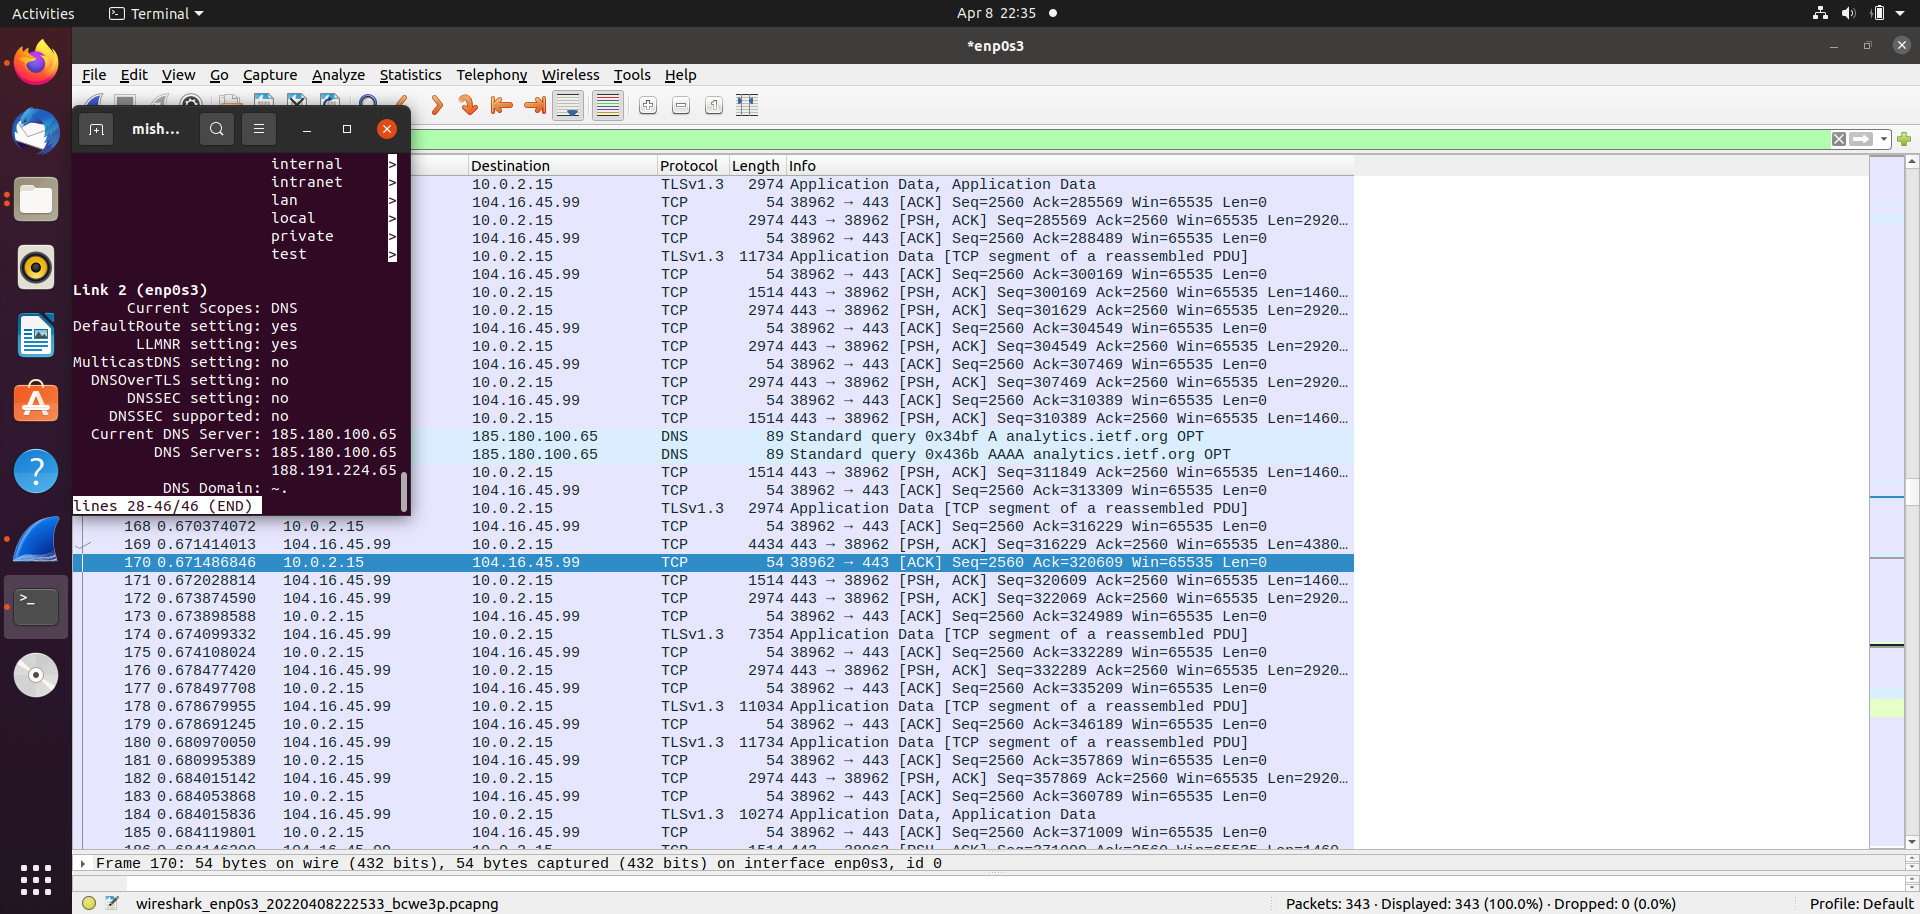 Activities Terminal Apr 8 22:35
*enp0s3
File Edit View Go Capture Analyze Statistics Telephony Wireless Tools Help
mish...
internal >
intranet >
lan >
local >
private >
test >
Link 2 (enp0s3)
Current Scopes: DNS
DefaultRoute setting: yes
LLMNR setting: yes
MulticastDNS setting: no
DNSOverTLS setting: no
DNSSEC setting: no
DNSSEC supported: no
Current DNS Server: 185.180.100.65
DNS Servers: 185.180.100.65
188.191.224.65
DNS Domain: ~.
lines 28-46/46 (END)
Destination Protocol Length Info
10.0.2.15 TLSv1.3 2974 Application Data, Application Data
104.16.45.99 TCP 54 38962 → 443 [ACK] Seq=2560 Ack=285569 Win=65535 Len=0
10.0.2.15 TCP 2974 443 → 38962 [PSH, ACK] Seq=285569 Ack=2560 Win=65535 Len=2920…
104.16.45.99 TCP 54 38962 → 443 [ACK] Seq=2560 Ack=288489 Win=65535 Len=0
10.0.2.15 TLSv1.3 11734 Application Data [TCP segment of a reassembled PDU]
104.16.45.99 TCP 54 38962 → 443 [ACK] Seq=2560 Ack=300169 Win=65535 Len=0
10.0.2.15 TCP 1514 443 → 38962 [PSH, ACK] Seq=300169 Ack=2560 Win=65535 Len=1460…
10.0.2.15 TCP 2974 443 → 38962 [PSH, ACK] Seq=301629 Ack=2560 Win=65535 Len=2920…
104.16.45.99 TCP 54 38962 → 443 [ACK] Seq=2560 Ack=304549 Win=65535 Len=0
10.0.2.15 TCP 2974 443 → 38962 [PSH, ACK] Seq=304549 Ack=2560 Win=65535 Len=2920…
104.16.45.99 TCP 54 38962 → 443 [ACK] Seq=2560 Ack=307469 Win=65535 Len=0
10.0.2.15 TCP 2974 443 → 38962 [PSH, ACK] Seq=307469 Ack=2560 Win=65535 Len=2920…
104.16.45.99 TCP 54 38962 → 443 [ACK] Seq=2560 Ack=310389 Win=65535 Len=0
10.0.2.15 TCP 1514 443 → 38962 [PSH, ACK] Seq=310389 Ack=2560 Win=65535 Len=1460…
185.180.100.65 DNS 89 Standard query 0x34bf A analytics.ietf.org OPT
185.180.100.65 DNS 89 Standard query 0x436b AAAA analytics.ietf.org OPT
10.0.2.15 TCP 1514 443 → 38962 [PSH, ACK] Seq=311849 Ack=2560 Win=65535 Len=1460…
104.16.45.99 TCP 54 38962 → 443 [ACK] Seq=2560 Ack=313309 Win=65535 Len=0
10.0.2.15 TLSv1.3 2974 Application Data [TCP segment of a reassembled PDU]
168 0.670374072 10.0.2.15 104.16.45.99 TCP 54 38962 → 443 [ACK] Seq=2560 Ack=316229 Win=65535 Len=0
169 0.671414013 104.16.45.99 10.0.2.15 TCP 4434 443 → 38962 [PSH, ACK] Seq=316229 Ack=2560 Win=65535 Len=4380…
170 0.671486846 10.0.2.15 104.16.45.99 TCP 54 38962 → 443 [ACK] Seq=2560 Ack=320609 Win=65535 Len=0
171 0.672028814 104.16.45.99 10.0.2.15 TCP 1514 443 → 38962 [PSH, ACK] Seq=320609 Ack=2560 Win=65535 Len=1460…
172 0.673874590 104.16.45.99 10.0.2.15 TCP 2974 443 → 38962 [PSH, ACK] Seq=322069 Ack=2560 Win=65535 Len=2920…
173 0.673898588 10.0.2.15 104.16.45.99 TCP 54 38962 → 443 [ACK] Seq=2560 Ack=324989 Win=65535 Len=0
174 0.674099332 104.16.45.99 10.0.2.15 TLSv1.3 7354 Application Data [TCP segment of a reassembled PDU]
175 0.674108024 10.0.2.15 104.16.45.99 TCP 54 38962 → 443 [ACK] Seq=2560 Ack=332289 Win=65535 Len=0
176 0.678477420 104.16.45.99 10.0.2.15 TCP 2974 443 → 38962 [PSH, ACK] Seq=332289 Ack=2560 Win=65535 Len=2920…
177 0.678497708 10.0.2.15 104.16.45.99 TCP 54 38962 → 443 [ACK] Seq=2560 Ack=335209 Win=65535 Len=0
178 0.678679955 104.16.45.99 10.0.2.15 TLSv1.3 11034 Application Data [TCP segment of a reassembled PDU]
179 0.678691245 10.0.2.15 104.16.45.99 TCP 54 38962 → 443 [ACK] Seq=2560 Ack=346189 Win=65535 Len=0
180 0.680970050 104.16.45.99 10.0.2.15 TLSv1.3 11734 Application Data [TCP segment of a reassembled PDU]
181 0.680995389 10.0.2.15 104.16.45.99 TCP 54 38962 → 443 [ACK] Seq=2560 Ack=357869 Win=65535 Len=0
182 0.684015142 104.16.45.99 10.0.2.15 TCP 2974 443 → 38962 [PSH, ACK] Seq=357869 Ack=2560 Win=65535 Len=2920…
183 0.684053868 10.0.2.15 104.16.45.99 TCP 54 38962 → 443 [ACK] Seq=2560 Ack=360789 Win=65535 Len=0
184 0.684015836 104.16.45.99 10.0.2.15 TLSv1.3 10274 Application Data, Application Data
185 0.684119801 10.0.2.15 104.16.45.99 TCP 54 38962 → 443 [ACK] Seq=2560 Ack=371009 Win=65535 Len=0
Frame 170: 54 bytes on wire (432 bits), 54 bytes captured (432 bits) on interface enp0s3, id 0
wireshark_enp0s3_20220408222533_bcwe3p.pcapng Packets: 343 · Displayed: 343 (100.0%) · Dropped: 0 (0.0%) Profile: Default